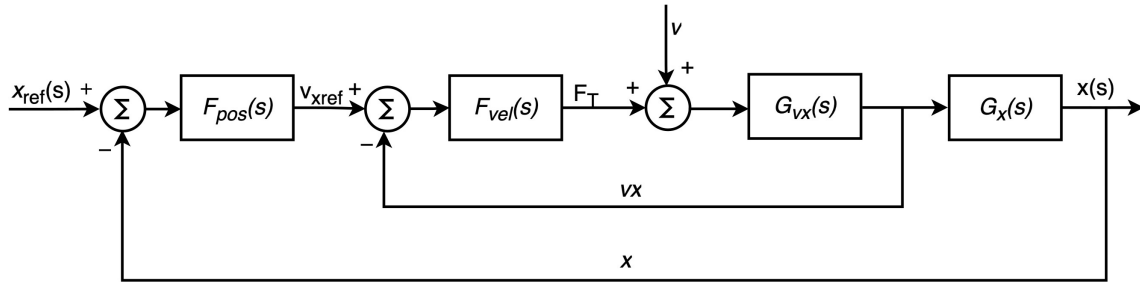 v
x_ref(s) + Σ F_pos(s) v_xref + Σ F_vel(s) F_T + + Σ G_vx(s) G_x(s) x(s)
− −
vx
x